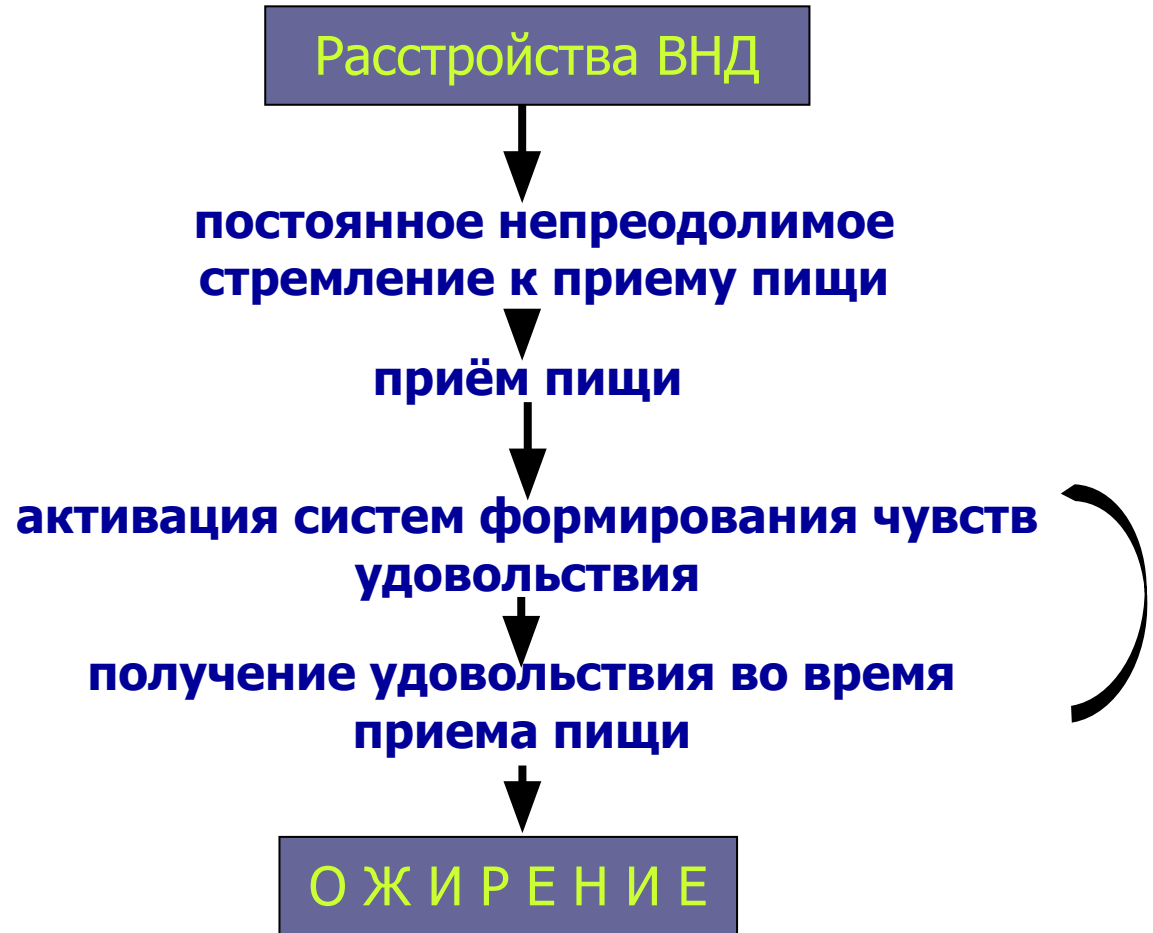 Расстройства ВНД
постоянное непреодолимое
стремление к приему пищи
приём пищи
активация систем формирования чувств
удовольствия
получение удовольствия во время
приема пищи
О Ж И Р Е Н И Е